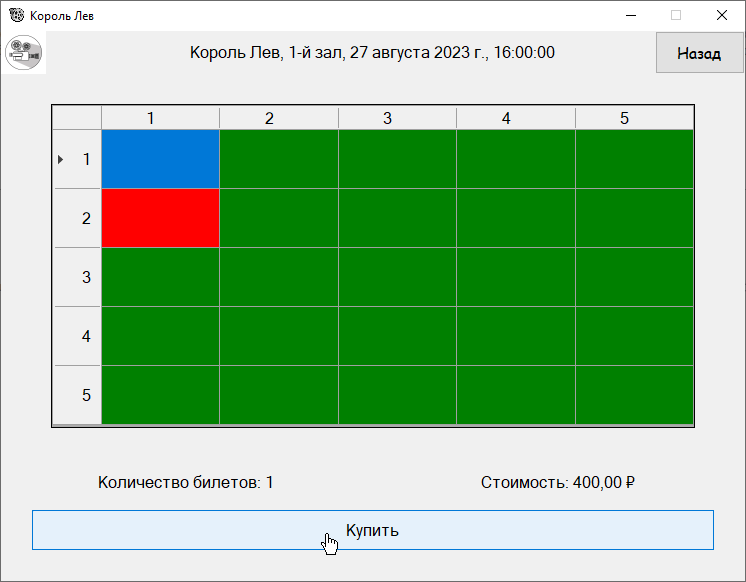 Король Лев
Король Лев, 1-й зал, 27 августа 2023 г., 16:00:00
Назад
1 2 3 4 5
1
2
3
4
5
Количество билетов: 1
Стоимость: 400,00 ₽
Купить